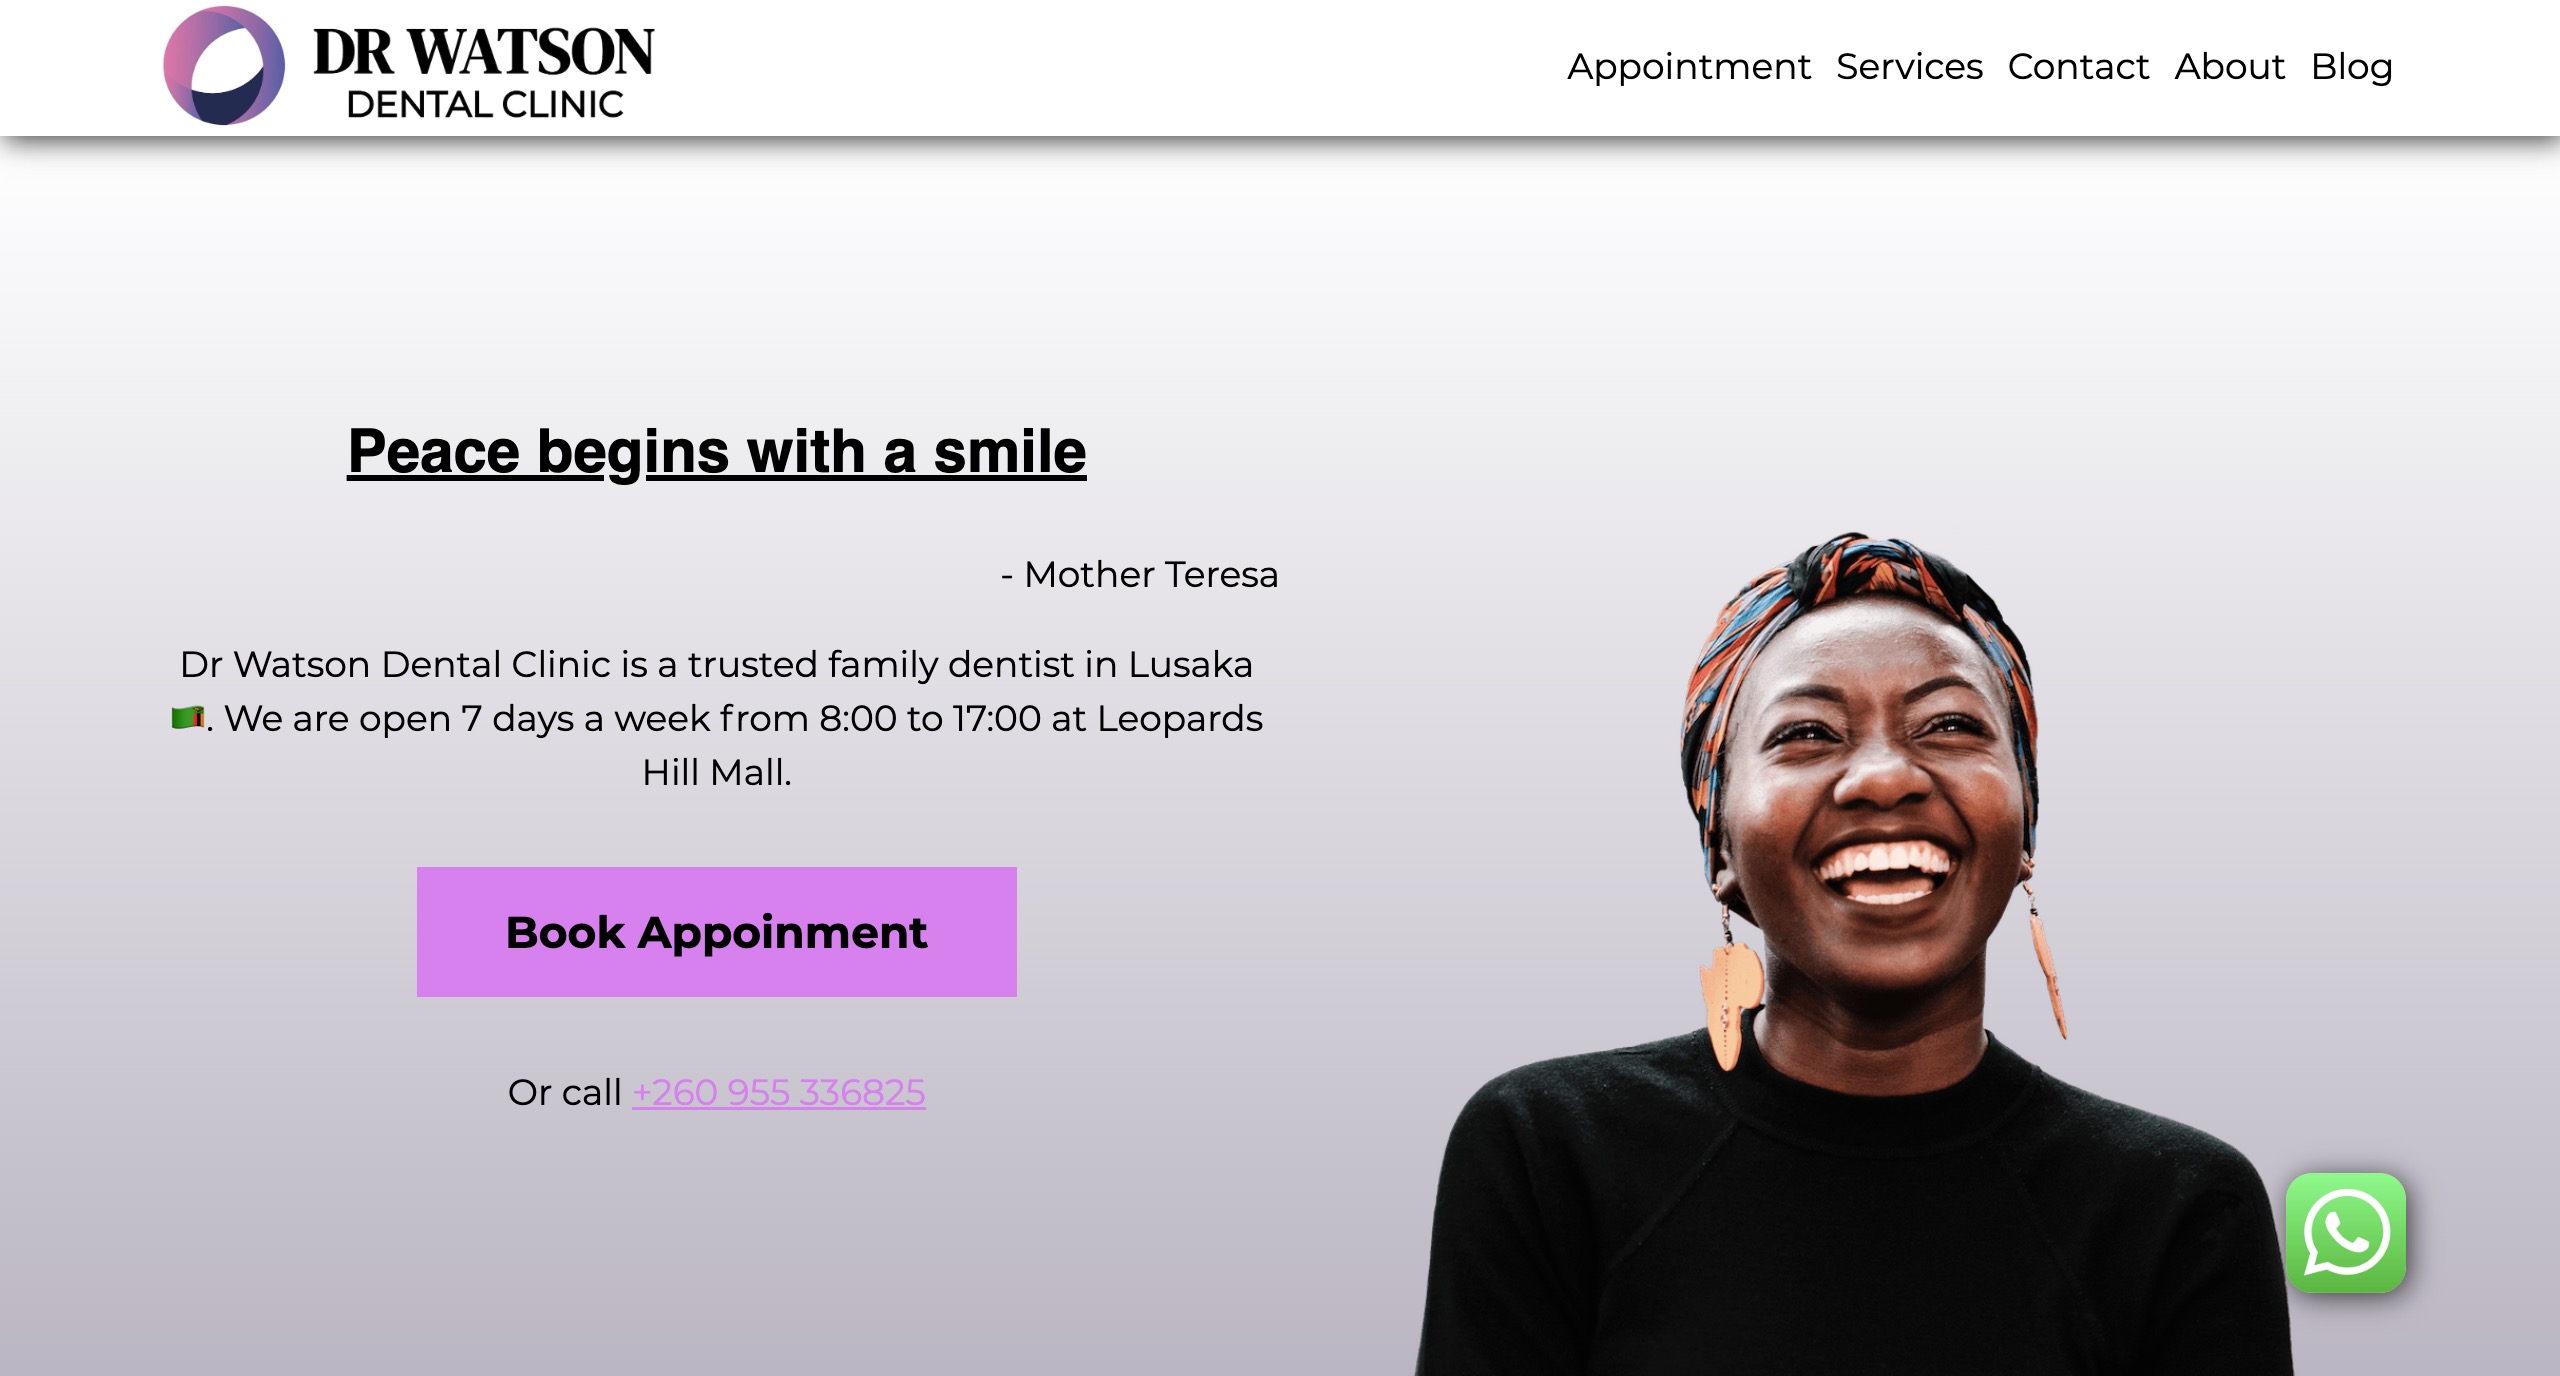 DR WATSON
DENTAL CLINIC
Appointment Services Contact About Blog
Peace begins with a smile
- Mother Teresa
Dr Watson Dental Clinic is a trusted family dentist in Lusaka
🇿🇲. We are open 7 days a week from 8:00 to 17:00 at Leopards
Hill Mall.
Book Appoinment
Or call +260 955 336825